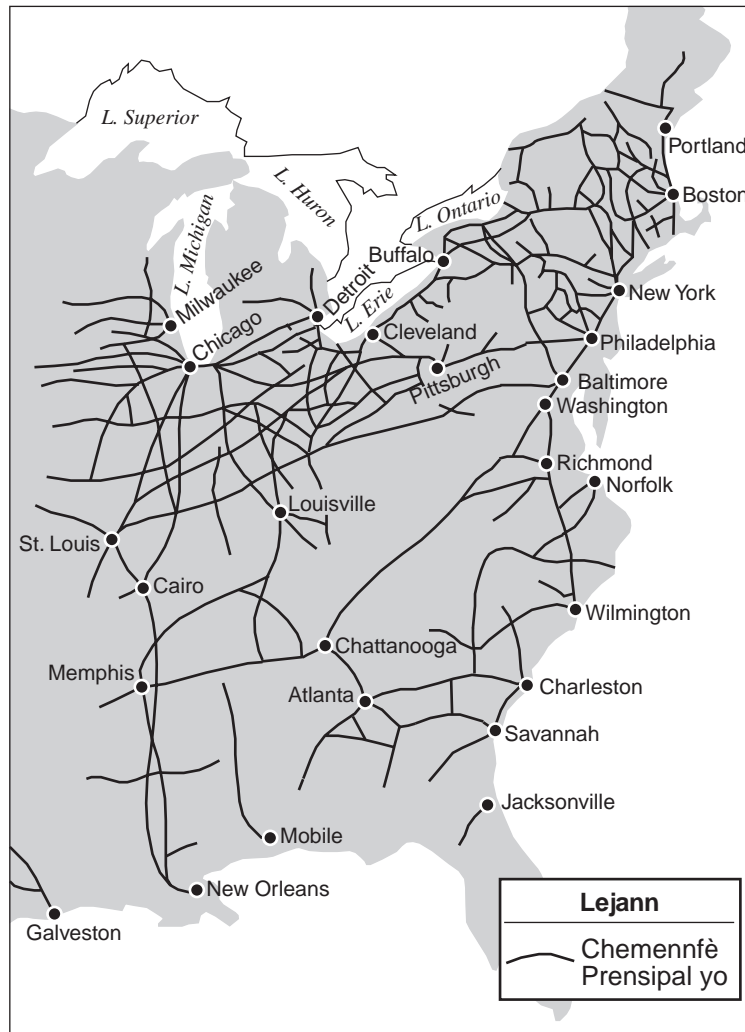 L. Superior
L. Huron
L. Michigan
L. Ontario
L. Erie
Portland
Boston
Buffalo
Milwaukee
Detroit
New York
Chicago
Cleveland
Philadelphia
Pittsburgh
Baltimore
Washington
Richmond
Norfolk
Louisville
St. Louis
Cairo
Wilmington
Chattanooga
Memphis
Charleston
Atlanta
Savannah
Jacksonville
Mobile
New Orleans
Galveston
Lejann
Chemennfè
Prensipal yo